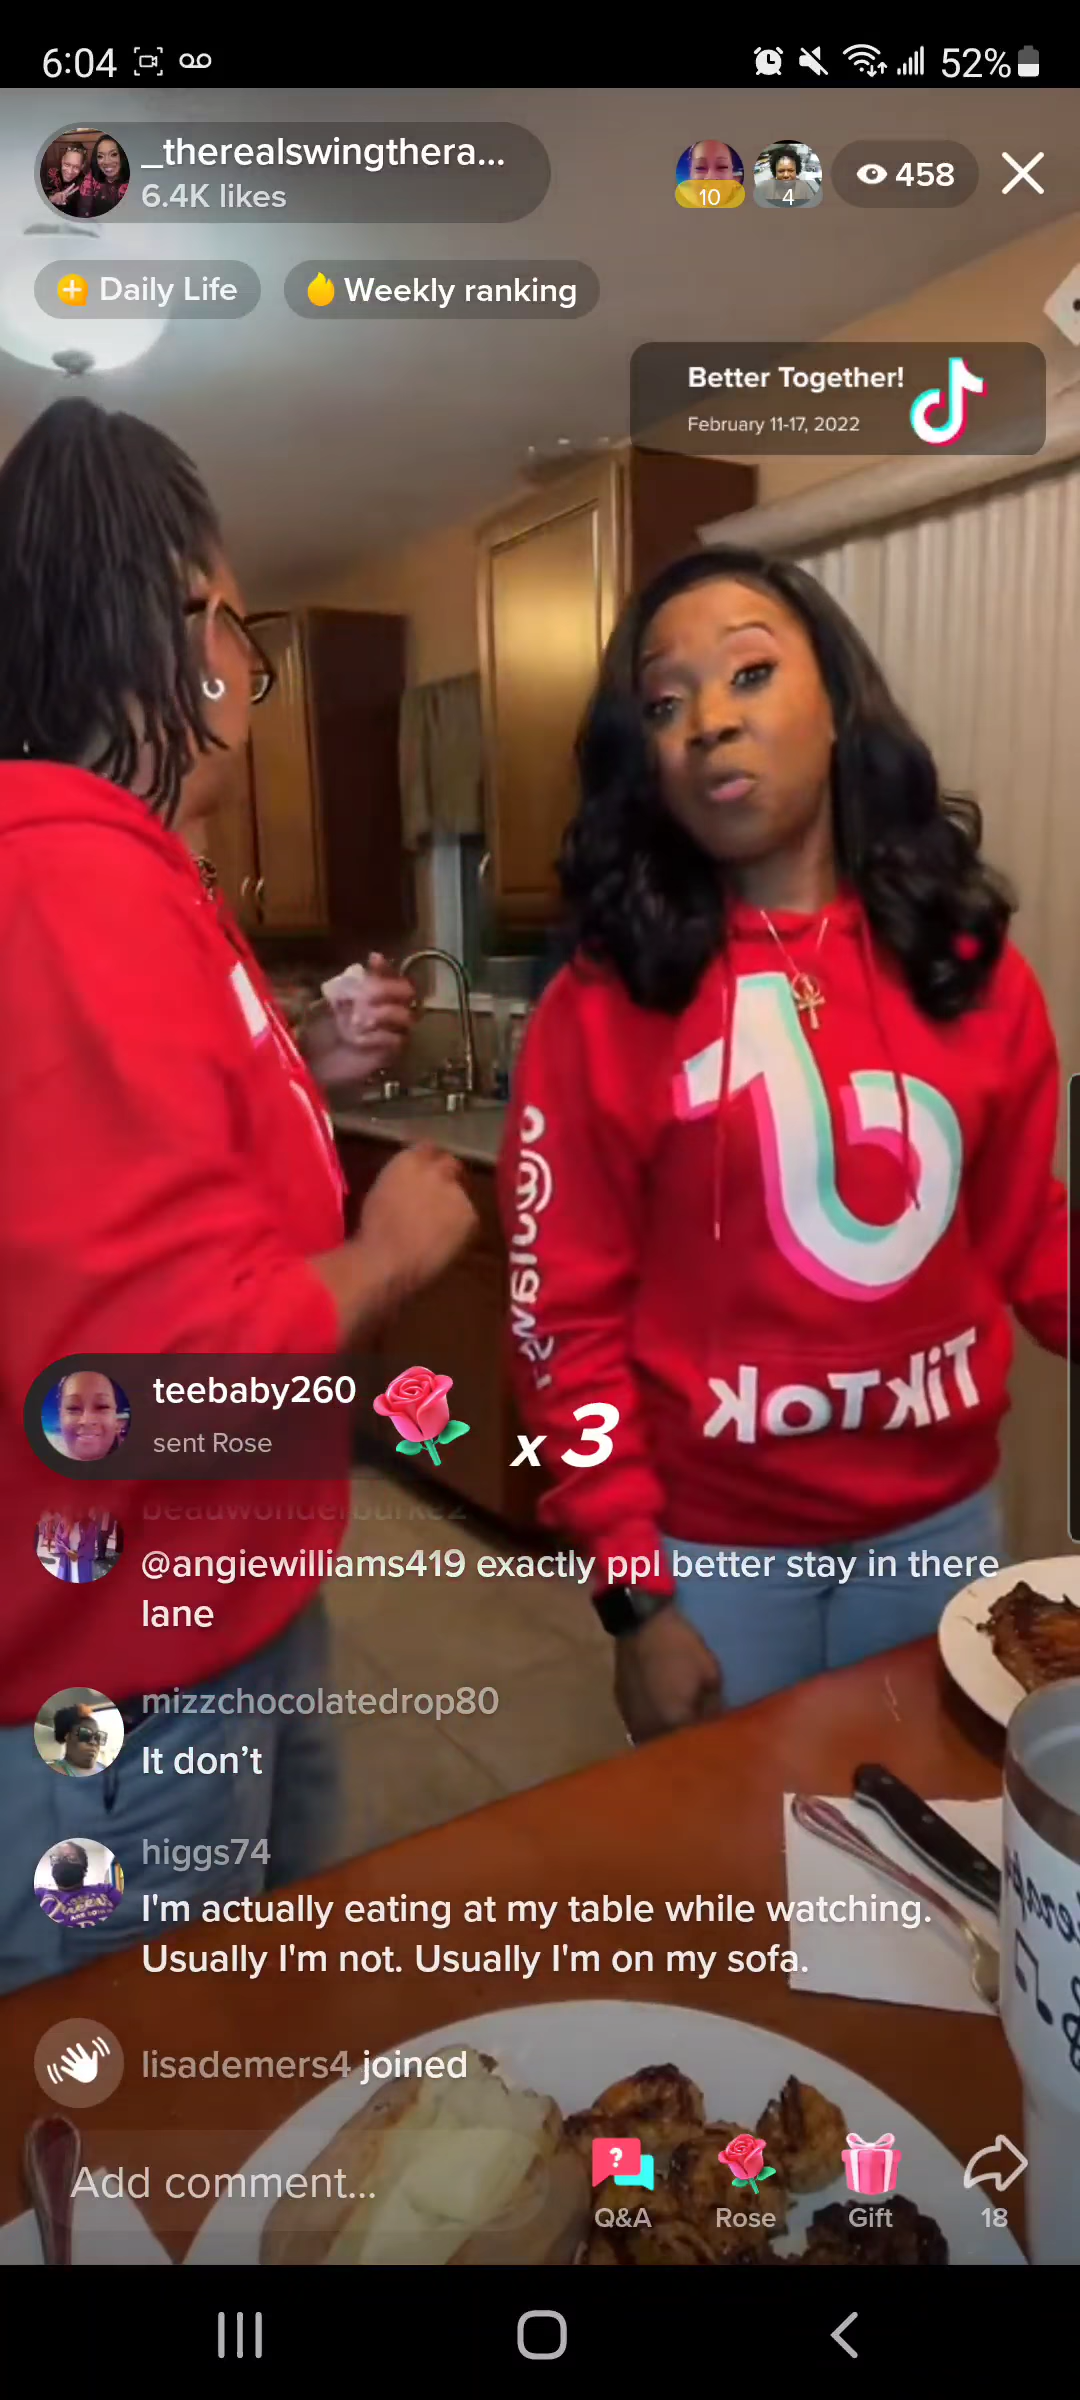 6:04
52%
_therealswingthera...
6.4K likes
10
4
458
Daily Life
Weekly ranking
Better Together!
February 11-17, 2022
TikTok
teebaby260
sent Rose
x 3
beauwonderburke2
@angiewilliams419 exactly ppl better stay in there
lane
mizzchocolatedrop80
It don't
higgs74
I'm actually eating at my table while watching.
Usually I'm not. Usually I'm on my sofa.
lisademers4 joined
Add comment...
?
Q&A
Rose
Gift
18